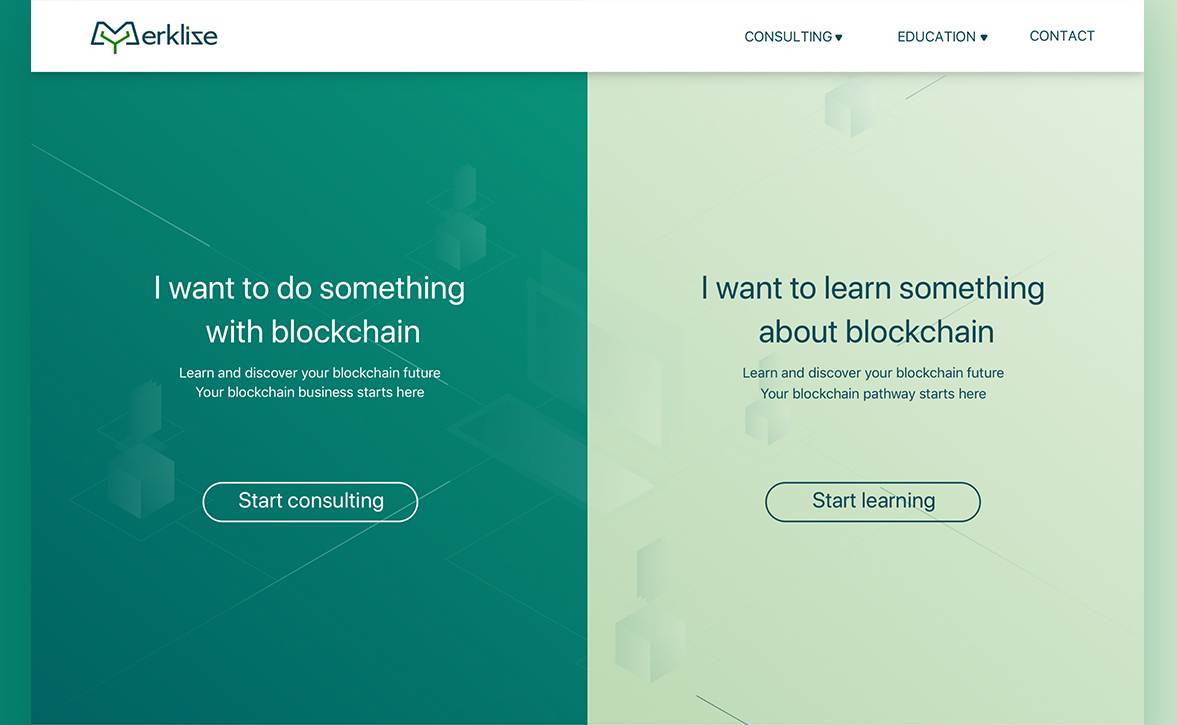 Merklize
CONSULTING ▾
EDUCATION ▾
CONTACT
I want to do something
with blockchain
Learn and discover your blockchain future
Your blockchain business starts here
Start consulting
I want to learn something
about blockchain
Learn and discover your blockchain future
Your blockchain pathway starts here
Start learning